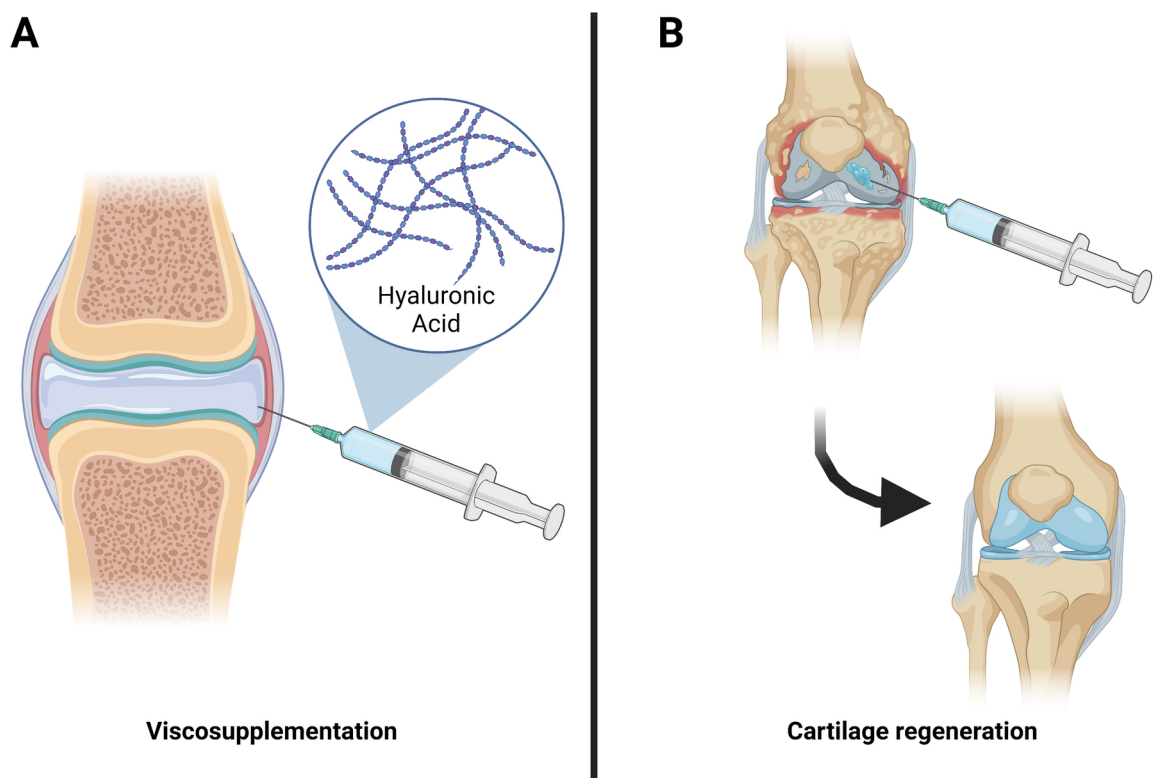 A
B
Hyaluronic
Acid
Viscosupplementation
Cartilage regeneration